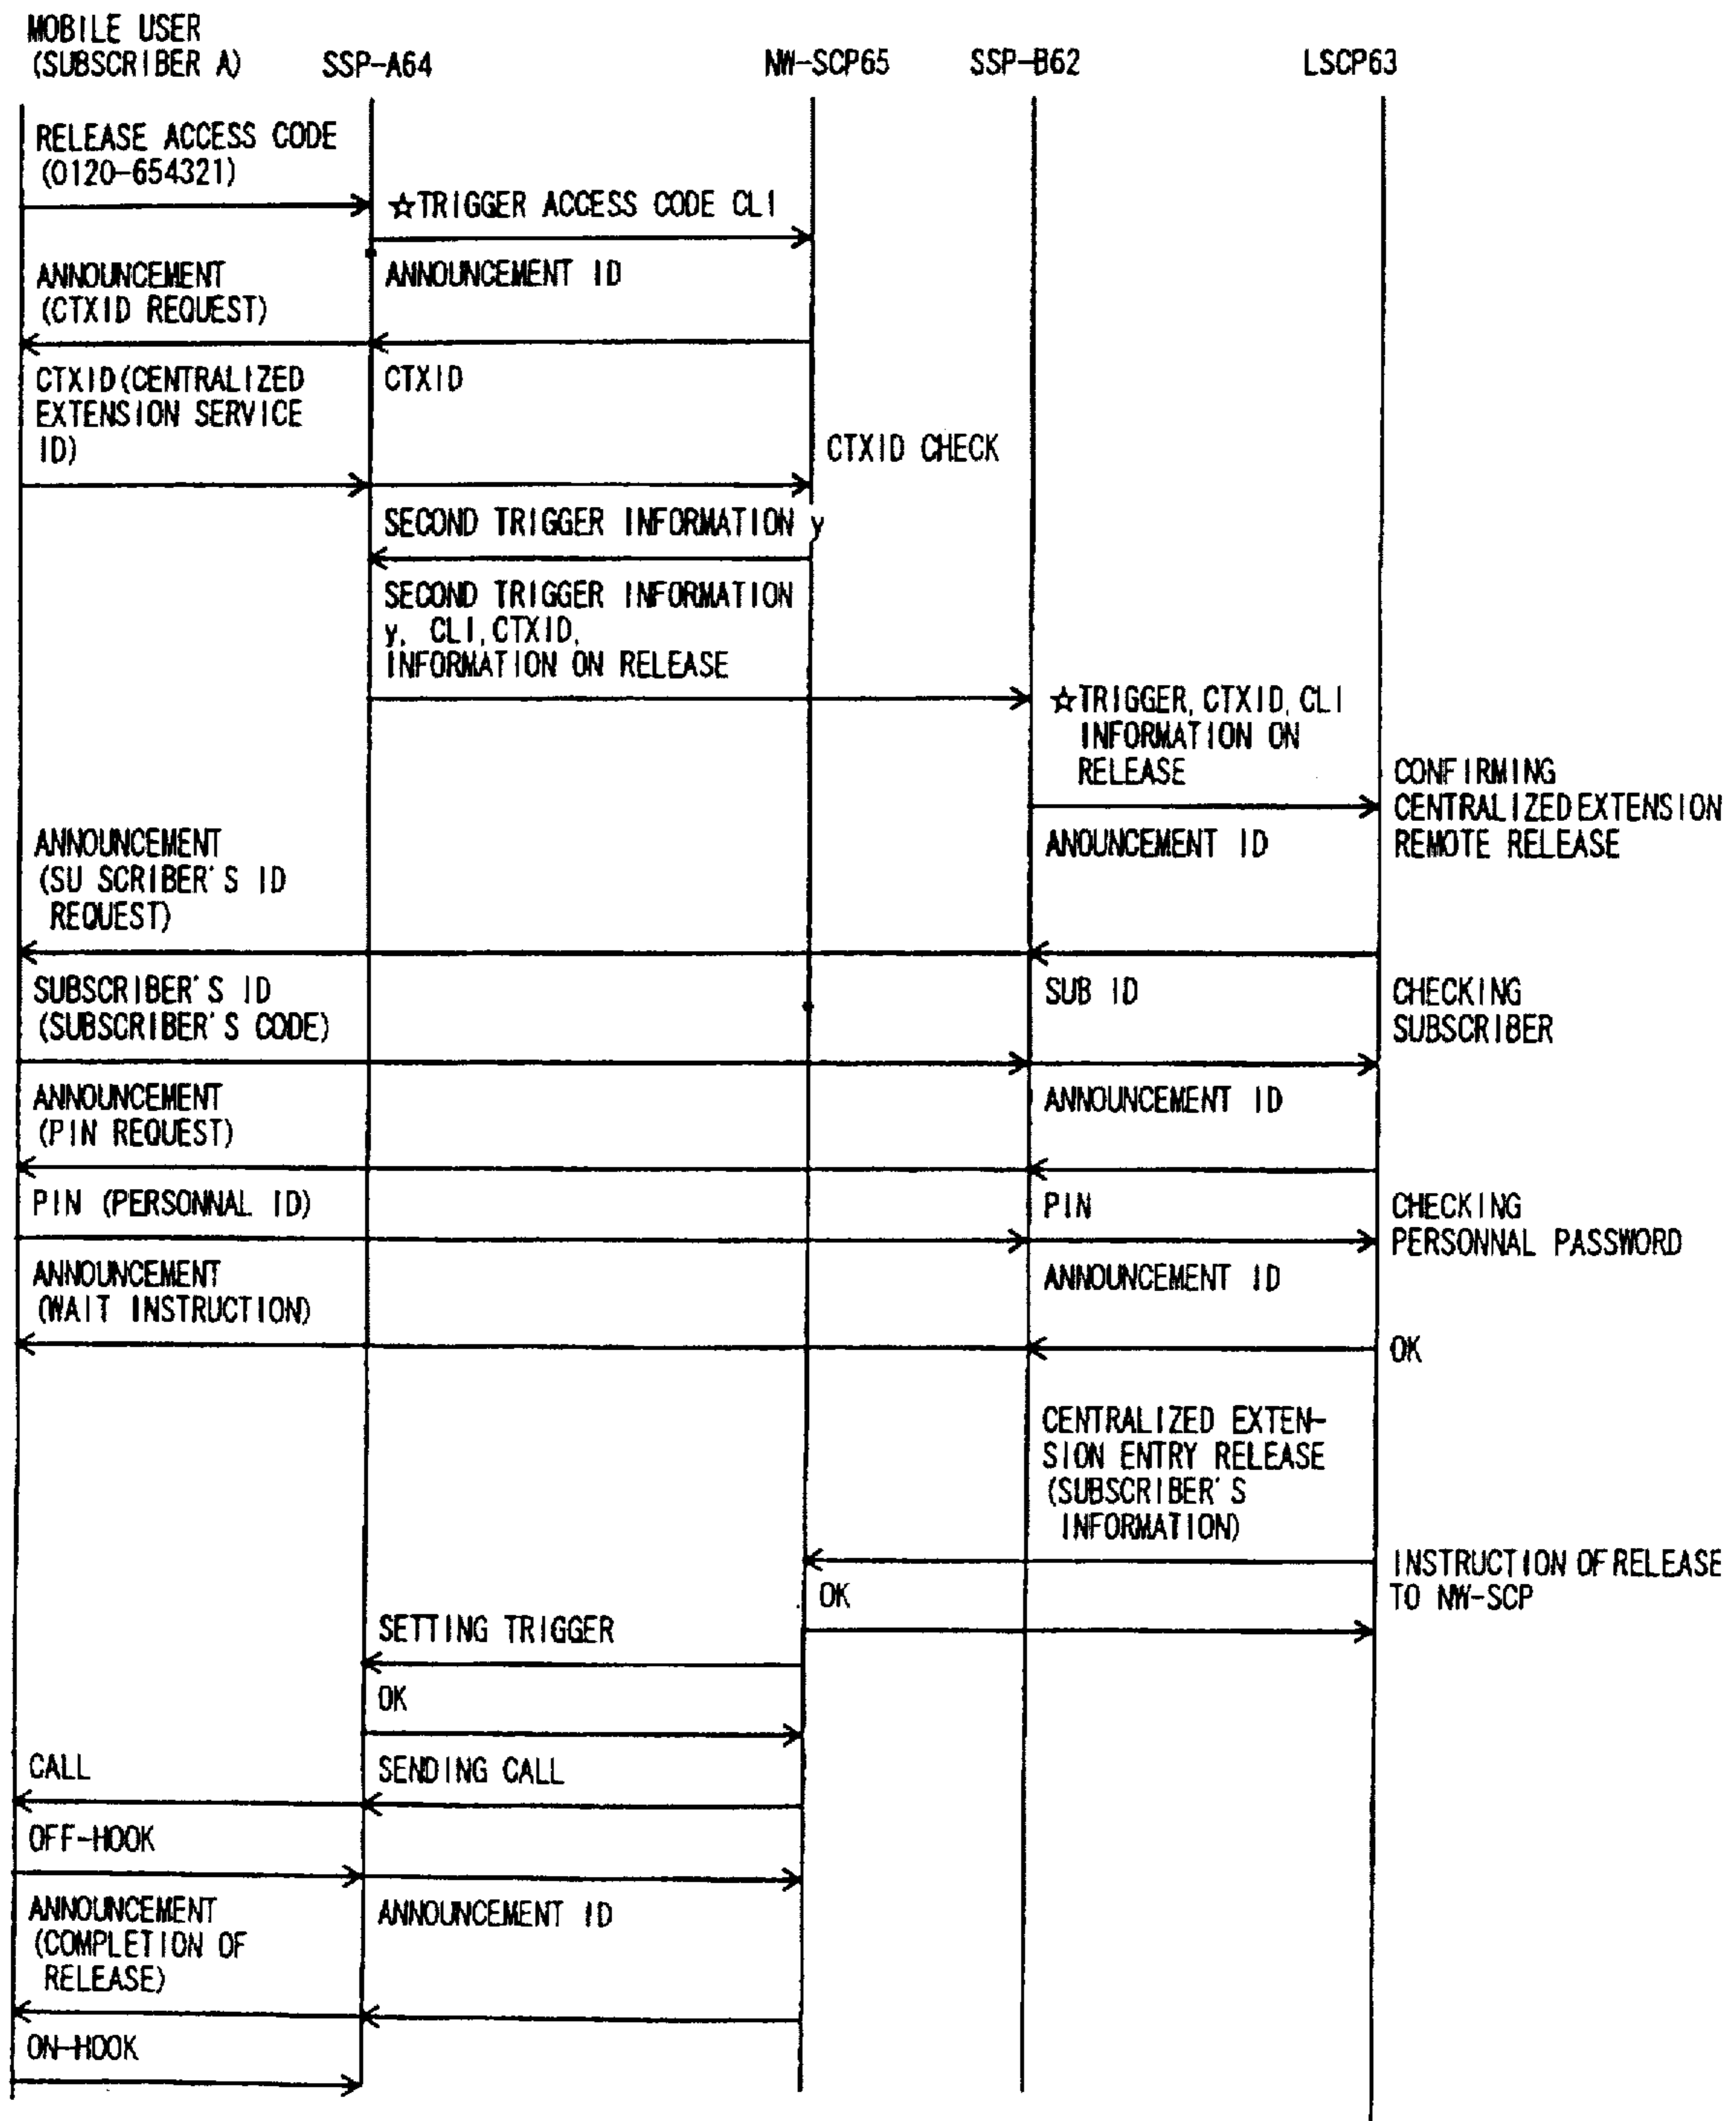 MOBILE USER
(SUBSCRIBER A)
SSP-A64
NW-SCP65
SSP-B62
LSCP63
RELEASE ACCESS CODE
(0120-654321)
☆TRIGGER ACCESS CODE CLI
ANNOUNCEMENT
(CTXID REQUEST)
ANNOUNCEMENT ID
CTXID(CENTRALIZED
EXTENSION SERVICE
ID)
CTXID
CTXID CHECK
SECOND TRIGGER INFORMATION y
SECOND TRIGGER INFORMATION
y, CLI,CTXID,
INFORMATION ON RELEASE
☆TRIGGER,CTXID,CLI
INFORMATION ON
RELEASE
CONFIRMING
CENTRALIZED EXTENSION
REMOTE RELEASE
ANNOUNCEMENT
(SU SCRIBER'S ID
REQUEST)
ANOUNCEMENT ID
SUBSCRIBER'S ID
(SUBSCRIBER'S CODE)
SUB ID
CHECKING
SUBSCRIBER
ANNOUNCEMENT
(PIN REQUEST)
ANNOUNCEMENT ID
PIN (PERSONNAL ID)
PIN
CHECKING
PERSONNAL PASSWORD
ANNOUNCEMENT
(WAIT INSTRUCTION)
ANNOUNCEMENT ID
OK
CENTRALIZED EXTEN-
SION ENTRY RELEASE
(SUBSCRIBER'S
INFORMATION)
INSTRUCTION OF RELEASE
TO NW-SCP
OK
SETTING TRIGGER
OK
CALL
SENDING CALL
OFF-HOOK
ANNOUNCEMENT
(COMPLETION OF
RELEASE)
ANNOUNCEMENT ID
ON-HOOK